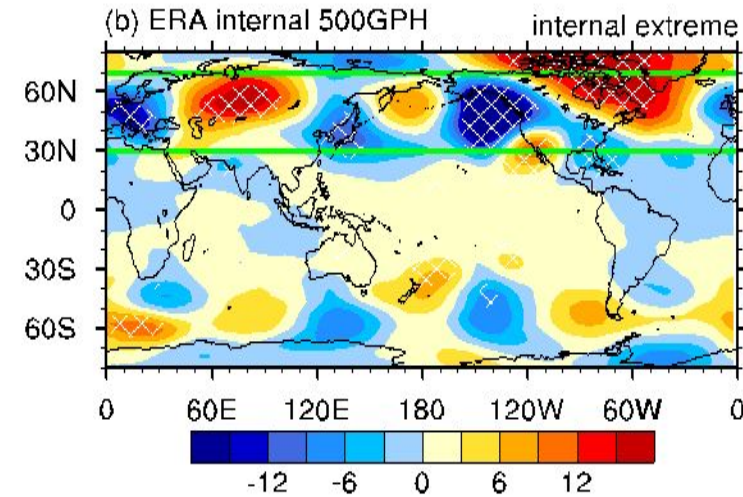 (b) ERA internal 500GPH internal extreme
60N
30N
0
30S
60S
0 60E 120E 180 120W 60W 0
-12 -6 0 6 12